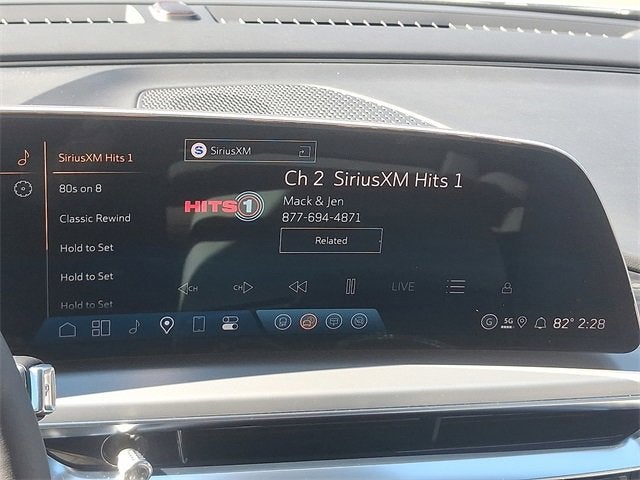 SiriusXM Hits 1
80s on 8
Classic Rewind
Hold to Set
Hold to Set
Hold to Set
S SiriusXM
HITS 1
Ch 2 SiriusXM Hits 1
Mack & Jen
877-694-4871
Related
CH
CH
LIVE
G 5G 82° 2:28